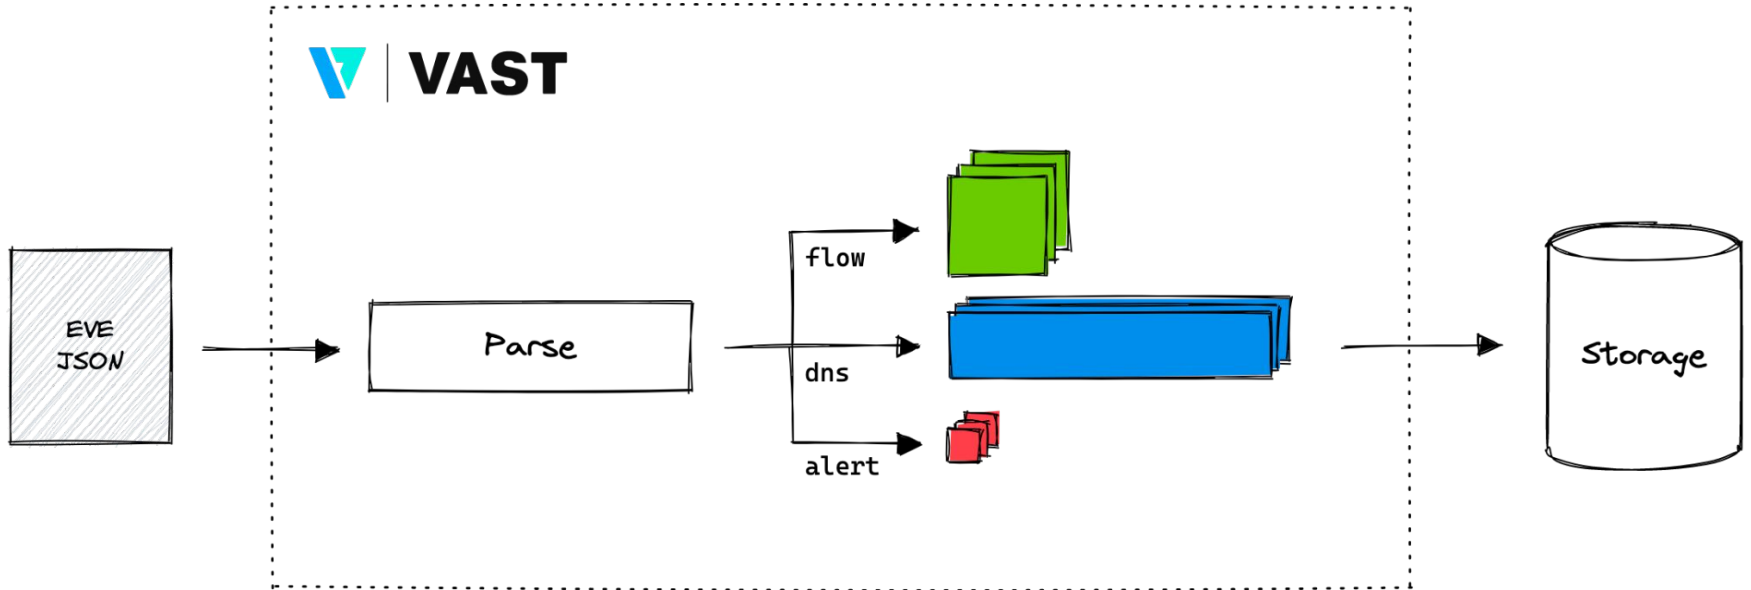 VAST
EVE
JSON
Parse
flow
dns
alert
Storage